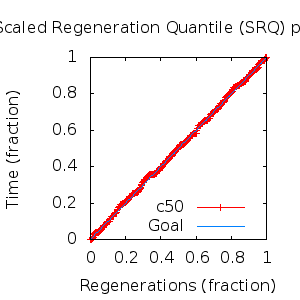 Scaled Regeneration Quantile (SRQ) p
1
0.8
0.6
0.4
0.2
0
Time (fraction)
c50
Goal
0 0.2 0.4 0.6 0.8 1
Regenerations (fraction)